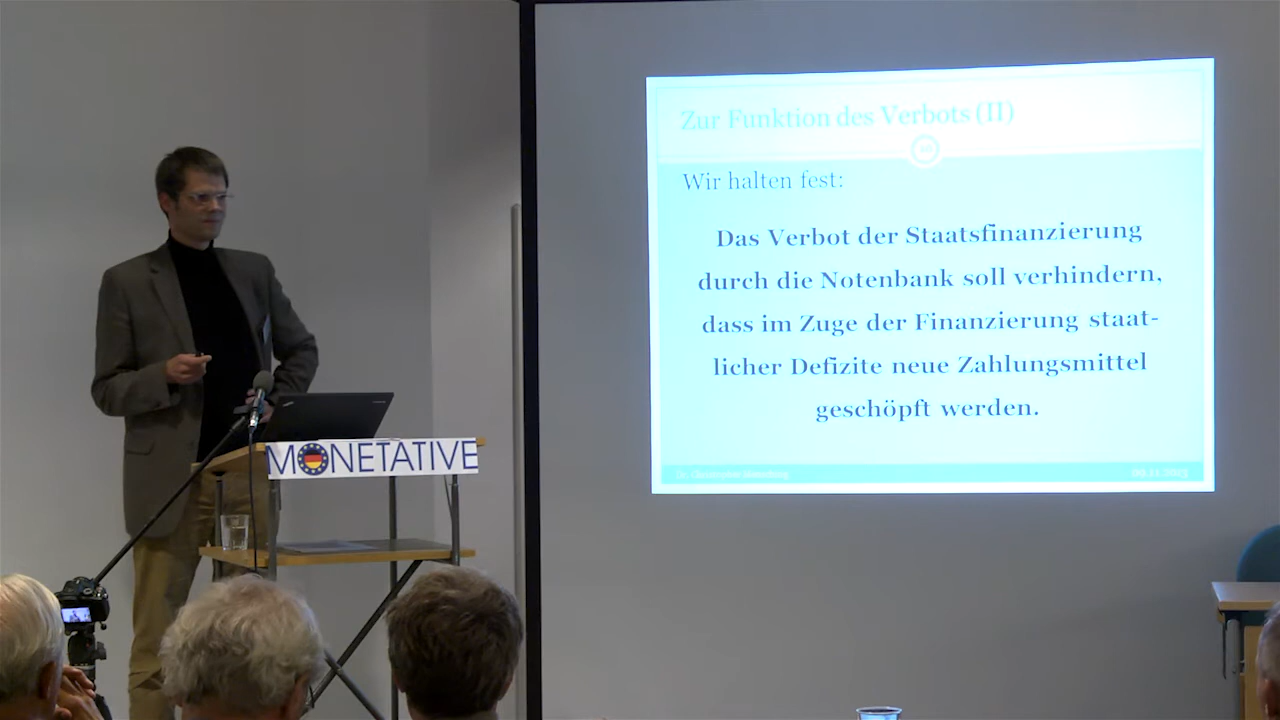 Zur Funktion des Verbots (II)
Wir halten fest:
Das Verbot der Staatsfinanzierung
durch die Notenbank soll verhindern,
dass im Zuge der Finanzierung staat-
licher Defizite neue Zahlungsmittel
geschöpft werden.
MONETATIVE